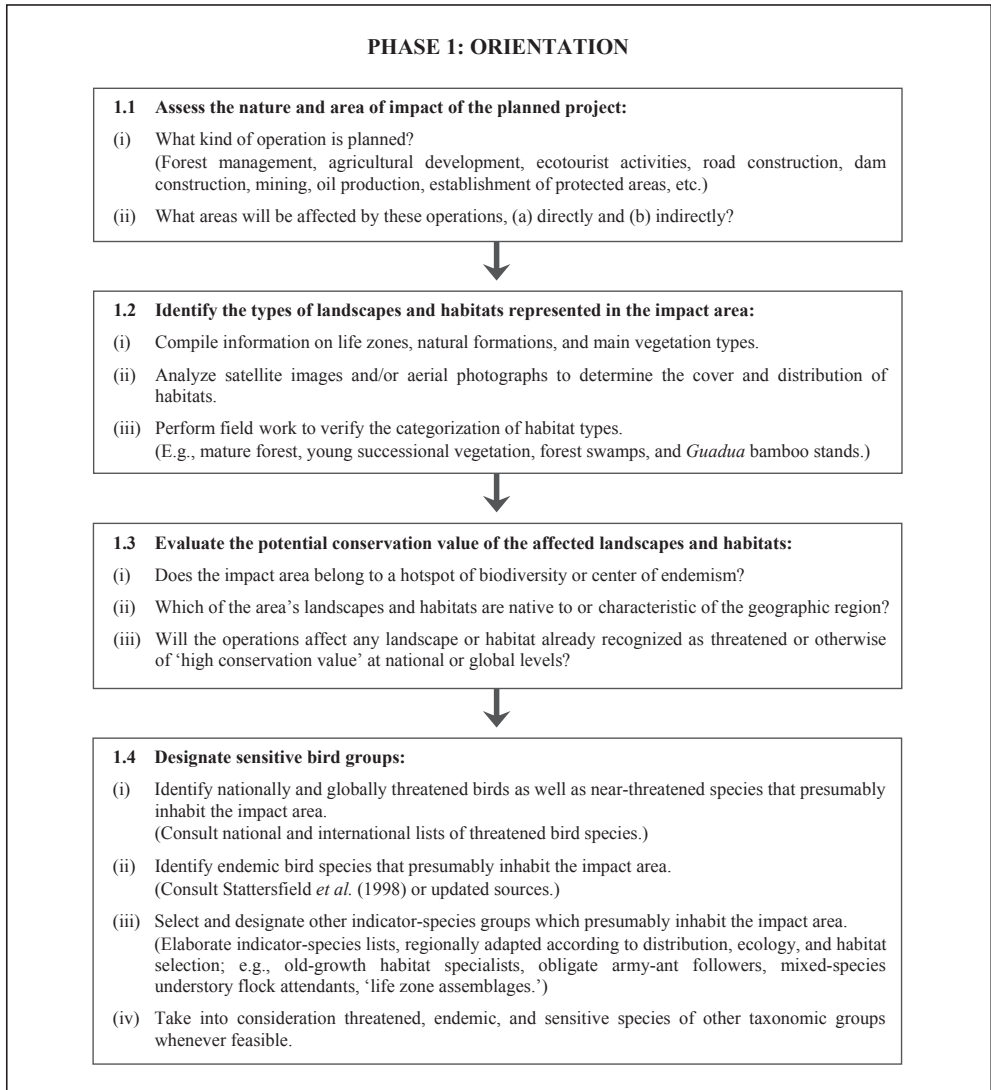 PHASE 1: ORIENTATION
1.1 Assess the nature and area of impact of the planned project:
(i) What kind of operation is planned?
(Forest management, agricultural development, ecotourist activities, road construction, dam
construction, mining, oil production, establishment of protected areas, etc.)
(ii) What areas will be affected by these operations, (a) directly and (b) indirectly?
1.2 Identify the types of landscapes and habitats represented in the impact area:
(i) Compile information on life zones, natural formations, and main vegetation types.
(ii) Analyze satellite images and/or aerial photographs to determine the cover and distribution of
habitats.
(iii) Perform field work to verify the categorization of habitat types.
(E.g., mature forest, young successional vegetation, forest swamps, and Guadua bamboo stands.)
1.3 Evaluate the potential conservation value of the affected landscapes and habitats:
(i) Does the impact area belong to a hotspot of biodiversity or center of endemism?
(ii) Which of the area's landscapes and habitats are native to or characteristic of the geographic region?
(iii) Will the operations affect any landscape or habitat already recognized as threatened or otherwise
of ‘high conservation value’ at national or global levels?
1.4 Designate sensitive bird groups:
(i) Identify nationally and globally threatened birds as well as near-threatened species that presumably
inhabit the impact area.
(Consult national and international lists of threatened bird species.)
(ii) Identify endemic bird species that presumably inhabit the impact area.
(Consult Stattersfield et al. (1998) or updated sources.)
(iii) Select and designate other indicator-species groups which presumably inhabit the impact area.
(Elaborate indicator-species lists, regionally adapted according to distribution, ecology, and habitat
selection; e.g., old-growth habitat specialists, obligate army-ant followers, mixed-species
understory flock attendants, ‘life zone assemblages.’)
(iv) Take into consideration threatened, endemic, and sensitive species of other taxonomic groups
whenever feasible.